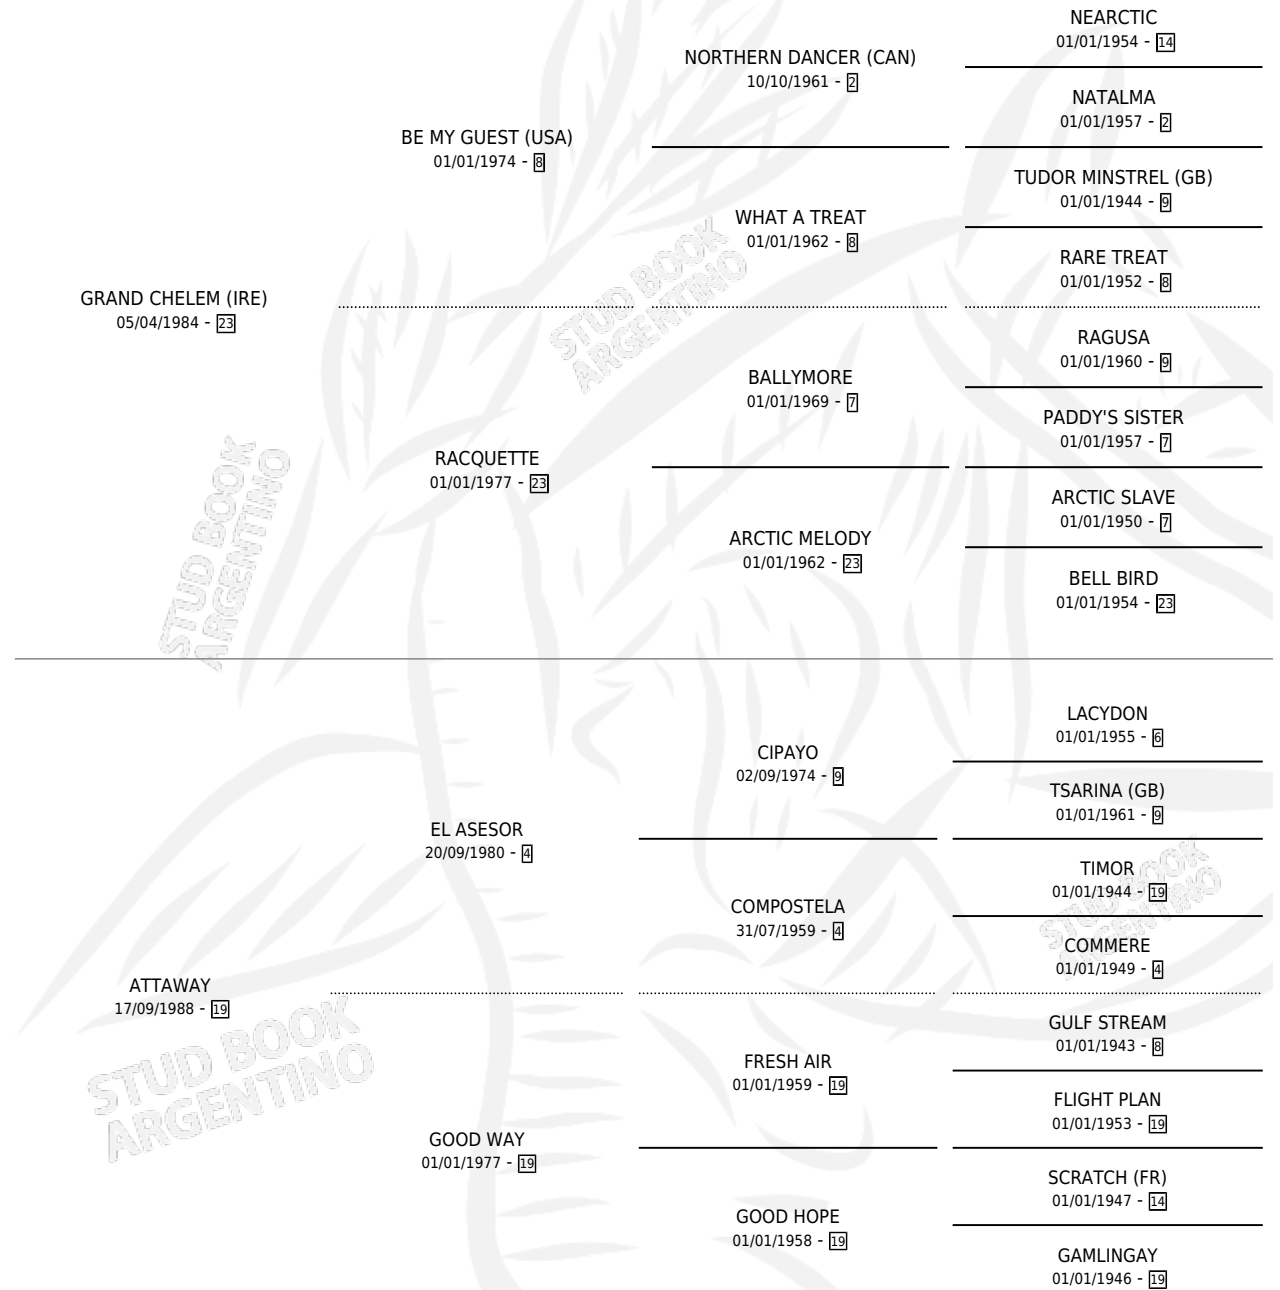 NEARCTIC
01/01/1954 - 14
NORTHERN DANCER (CAN)
10/10/1961 - 2
NATALMA
01/01/1957 - 2
BE MY GUEST (USA)
01/01/1974 - 8
TUDOR MINSTREL (GB)
01/01/1944 - 9
WHAT A TREAT
01/01/1962 - 8
RARE TREAT
01/01/1952 - 8
STUD BOOK
ARGENTINO
GRAND CHELEM (IRE)
05/04/1984 - 23
RAGUSA
01/01/1960 - 9
BALLYMORE
01/01/1969 - 7
PADDY'S SISTER
01/01/1957 - 7
RACQUETTE
01/01/1977 - 23
ARCTIC SLAVE
01/01/1950 - 7
ARCTIC MELODY
01/01/1962 - 23
BELL BIRD
01/01/1954 - 23
STUD BOOK
ARGENTINO
LACYDON
01/01/1955 - 6
CIPAYO
02/09/1974 - 9
TSARINA (GB)
01/01/1961 - 9
EL ASESOR
20/09/1980 - 4
TIMOR
01/01/1944 - 19
COMPOSTELA
31/07/1959 - 4
COMMERE
01/01/1949 - 4
STUD BOOK
ARGENTINO
ATTAWAY
17/09/1988 - 19
GULF STREAM
01/01/1943 - 8
FRESH AIR
01/01/1959 - 19
FLIGHT PLAN
01/01/1953 - 19
STUD BOOK
ARGENTINO
GOOD WAY
01/01/1977 - 19
SCRATCH (FR)
01/01/1947 - 14
GOOD HOPE
01/01/1958 - 19
GAMLINGAY
01/01/1946 - 19